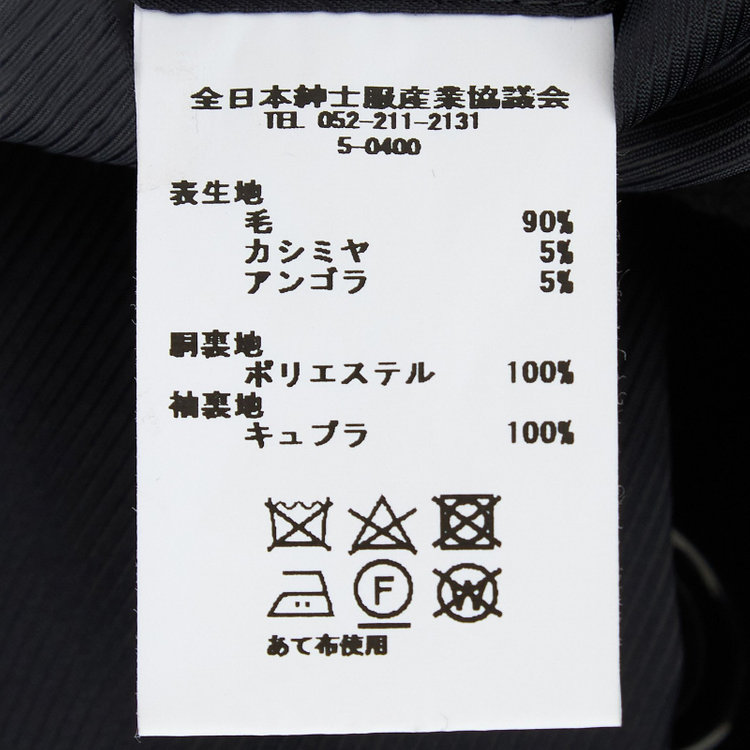 全日本紳士服産業協議会
TEL 052-211-2131
5-0400
表生地
毛 90%
カシミヤ 5%
アンゴラ 5%
胴裏地
ポリエステル 100%
袖裏地
キュプラ 100%
F W
あて布使用